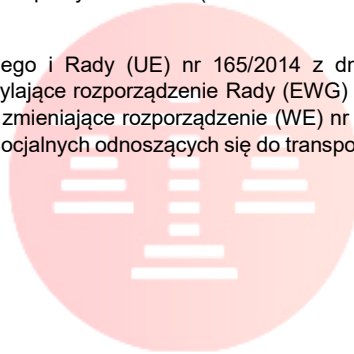 ego i Rady (UE) nr 165/2014 z dr
ylające rozporządzenie Rady (EWG)
zmieniające rozporządzenie (WE) nr
ocjalnych odnoszących się do transpo